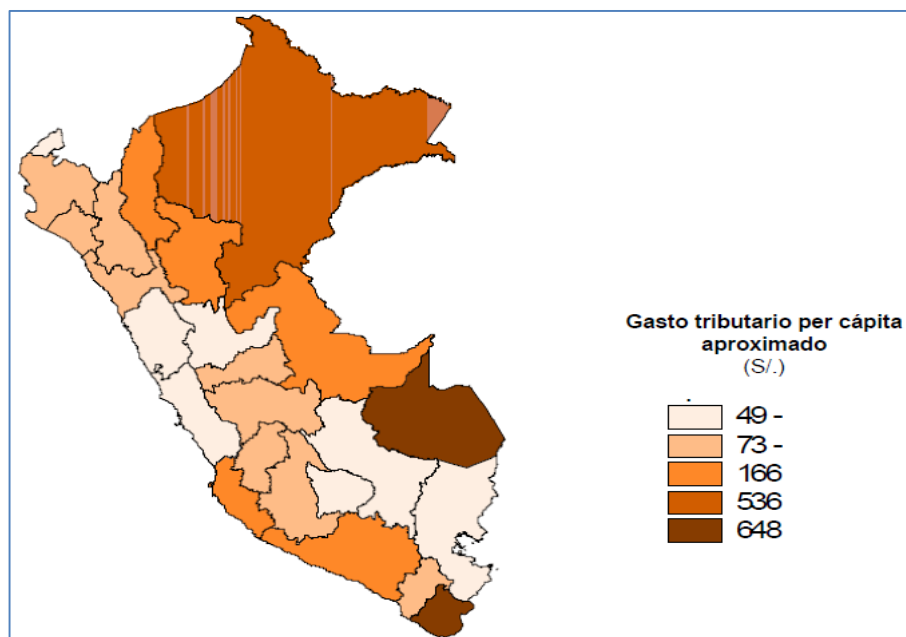 Gasto tributario per cápita
aproximado
(S/.)
49 -
73 -
166
536
648